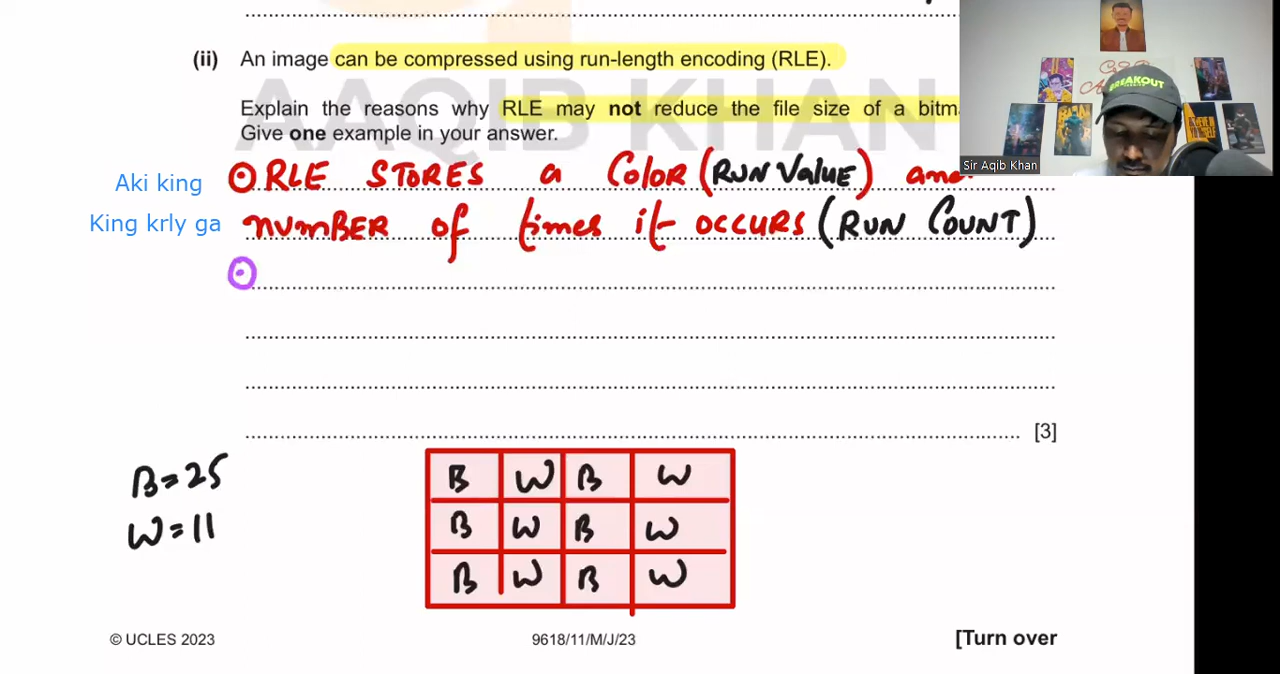 (ii) An image can be compressed using run-length encoding (RLE).
AAQIB KHAN
Explain the reasons why RLE may not reduce the file size of a bitm
Give one example in your answer.
BREAKOUT
Sir Aqib Khan
Aki king
King krly ga
RLE STORES a Color (RUN Value) and
number of times it occurs (RUN COUNT)
[3]
B=25
W=11
B W B W
B W B W
B W B W
© UCLES 2023 9618/11/M/J/23 [Turn over